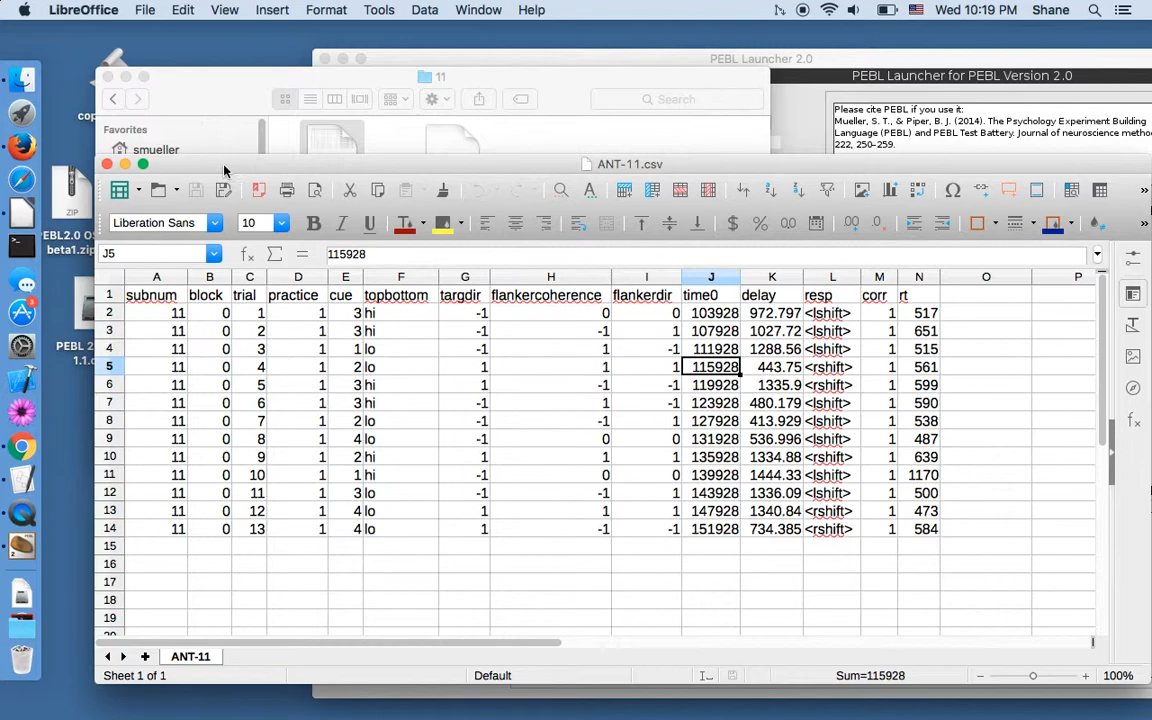 LibreOffice File Edit View Insert Format Tools Data Window Help Wed 10:19 PM Shane
PEBL Launcher 2.0
11
PEBL Launcher for PEBL Version 2.0
Search
Please cite PEBL if you use it:
Mueller, S. T., & Piper, B. J. (2014). The Psychology Experiment Building
Language (PEBL) and PEBL Test Battery. Journal of neuroscience metho
222, 250-259.
cop
Favorites
smueller
ANT-11.csv
ZIP
EBL2.0 OS
beta1.zip
PEBL 2
1.1.c
3
Liberation Sans 10
J5 115928
A B C D E F G H I J K L M N O P
1 subnum block trial practice cue topbottom targdir flankercoherence flankerdir time0 delay resp corr rt
2 11 0 1 1 3 hi -1 0 0 103928 972.797 <lshift> 1 517
3 11 0 2 1 3 hi -1 -1 1 107928 1027.72 <lshift> 1 651
4 11 0 3 1 1 lo -1 1 -1 111928 1288.56 <lshift> 1 515
5 11 0 4 1 2 lo 1 1 1 115928 443.75 <rshift> 1 561
6 11 0 5 1 3 hi 1 -1 -1 119928 1335.9 <rshift> 1 599
7 11 0 6 1 3 hi -1 1 -1 123928 480.179 <lshift> 1 590
8 11 0 7 1 2 lo -1 -1 1 127928 413.929 <lshift> 1 538
9 11 0 8 1 4 lo -1 0 0 131928 536.996 <lshift> 1 487
10 11 0 9 1 2 hi 1 1 1 135928 1334.88 <rshift> 1 639
11 11 0 10 1 1 hi -1 0 0 139928 1444.33 <lshift> 1 1170
12 11 0 11 1 3 lo -1 -1 1 143928 1336.09 <lshift> 1 500
13 11 0 12 1 4 lo 1 1 1 147928 1340.84 <rshift> 1 473
14 11 0 13 1 4 lo 1 -1 -1 151928 734.385 <rshift> 1 584
15
16
17
18
19
ANT-11
Sheet 1 of 1 Default Sum=115928 100%